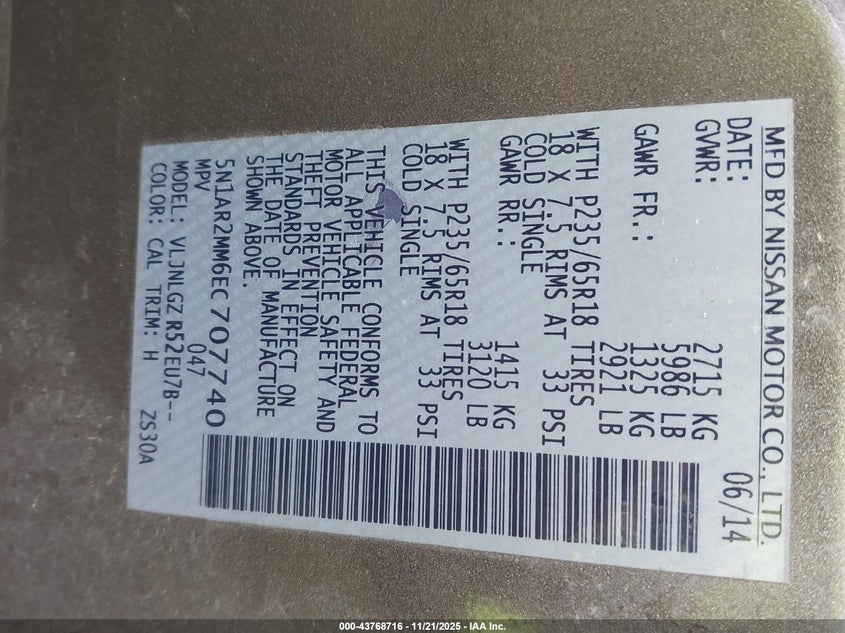 MFD BY NISSAN MOTOR CO., LTD.
DATE: 06/14
GVWR: 2715 KG
5986 LB
GAWR FR.: 1325 KG
2921 LB
WITH P235/65R18 TIRES
18 X 7.5 RIMS AT 33 PSI
COLD SINGLE
GAWR RR.: 1415 KG
3120 LB
WITH P235/65R18 TIRES
18 X 7.5 RIMS AT 33 PSI
COLD SINGLE
THIS VEHICLE CONFORMS TO
ALL APPLICABLE FEDERAL
MOTOR VEHICLE SAFETY AND
THEFT PREVENTION
STANDARDS IN EFFECT ON
THE DATE OF MANUFACTURE
SHOWN ABOVE.
5N1AR2MM6EC707740
MPV 047
MODEL: VLJNLGZ R52EU7B--
COLOR: CAL TRIM: H ZS30A
000-43768716 - 11/21/2025 - IAA Inc.